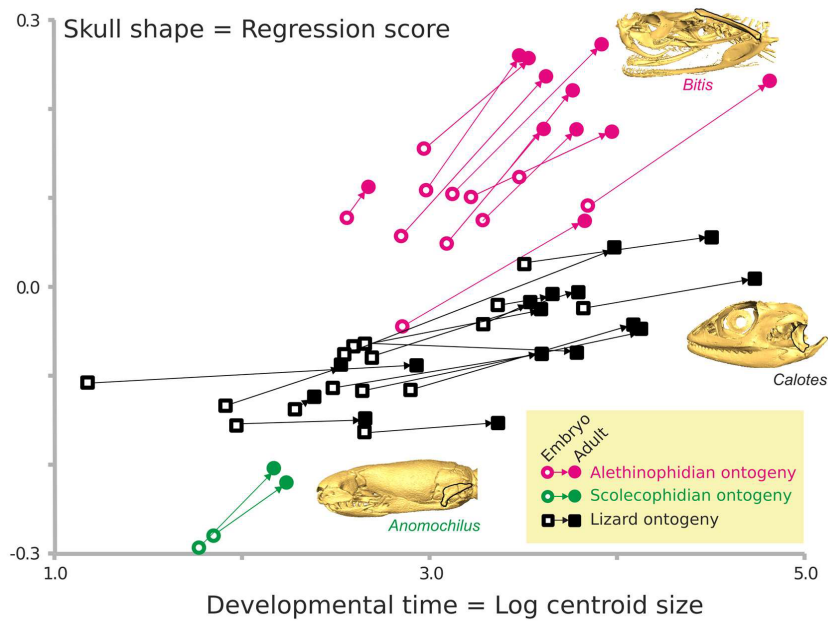 0.3
Skull shape = Regression score
Bitis
0.0
Calotes
Embryo
Adult
Alethinophidian ontogeny
Scolecophidian ontogeny
Lizard ontogeny
Anomochilus
-0.3
1.0 3.0 5.0
Developmental time = Log centroid size